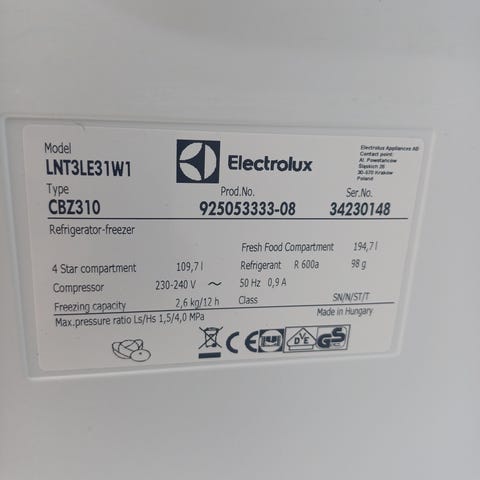 Model
LNT3LE31W1
Electrolux
Electrolux Appliances AB
Contact point:
Al. Powstańców
Śląskich 26
30-570 Kraków
Poland
Type
CBZ310
Prod.No.
925053333-08
Ser.No.
34230148
Refrigerator-freezer
Fresh Food Compartment 194,7 l
4 Star compartment 109,7 l
Refrigerant R 600a 98 g
Compressor 230-240 V ~ 50 Hz 0,9 A
Freezing capacity 2,6 kg/12 h
Class SN/N/ST/T
Max.pressure ratio Ls/Hs 1,5/4,0 MPa
Made in Hungary
CE
VDE
GS